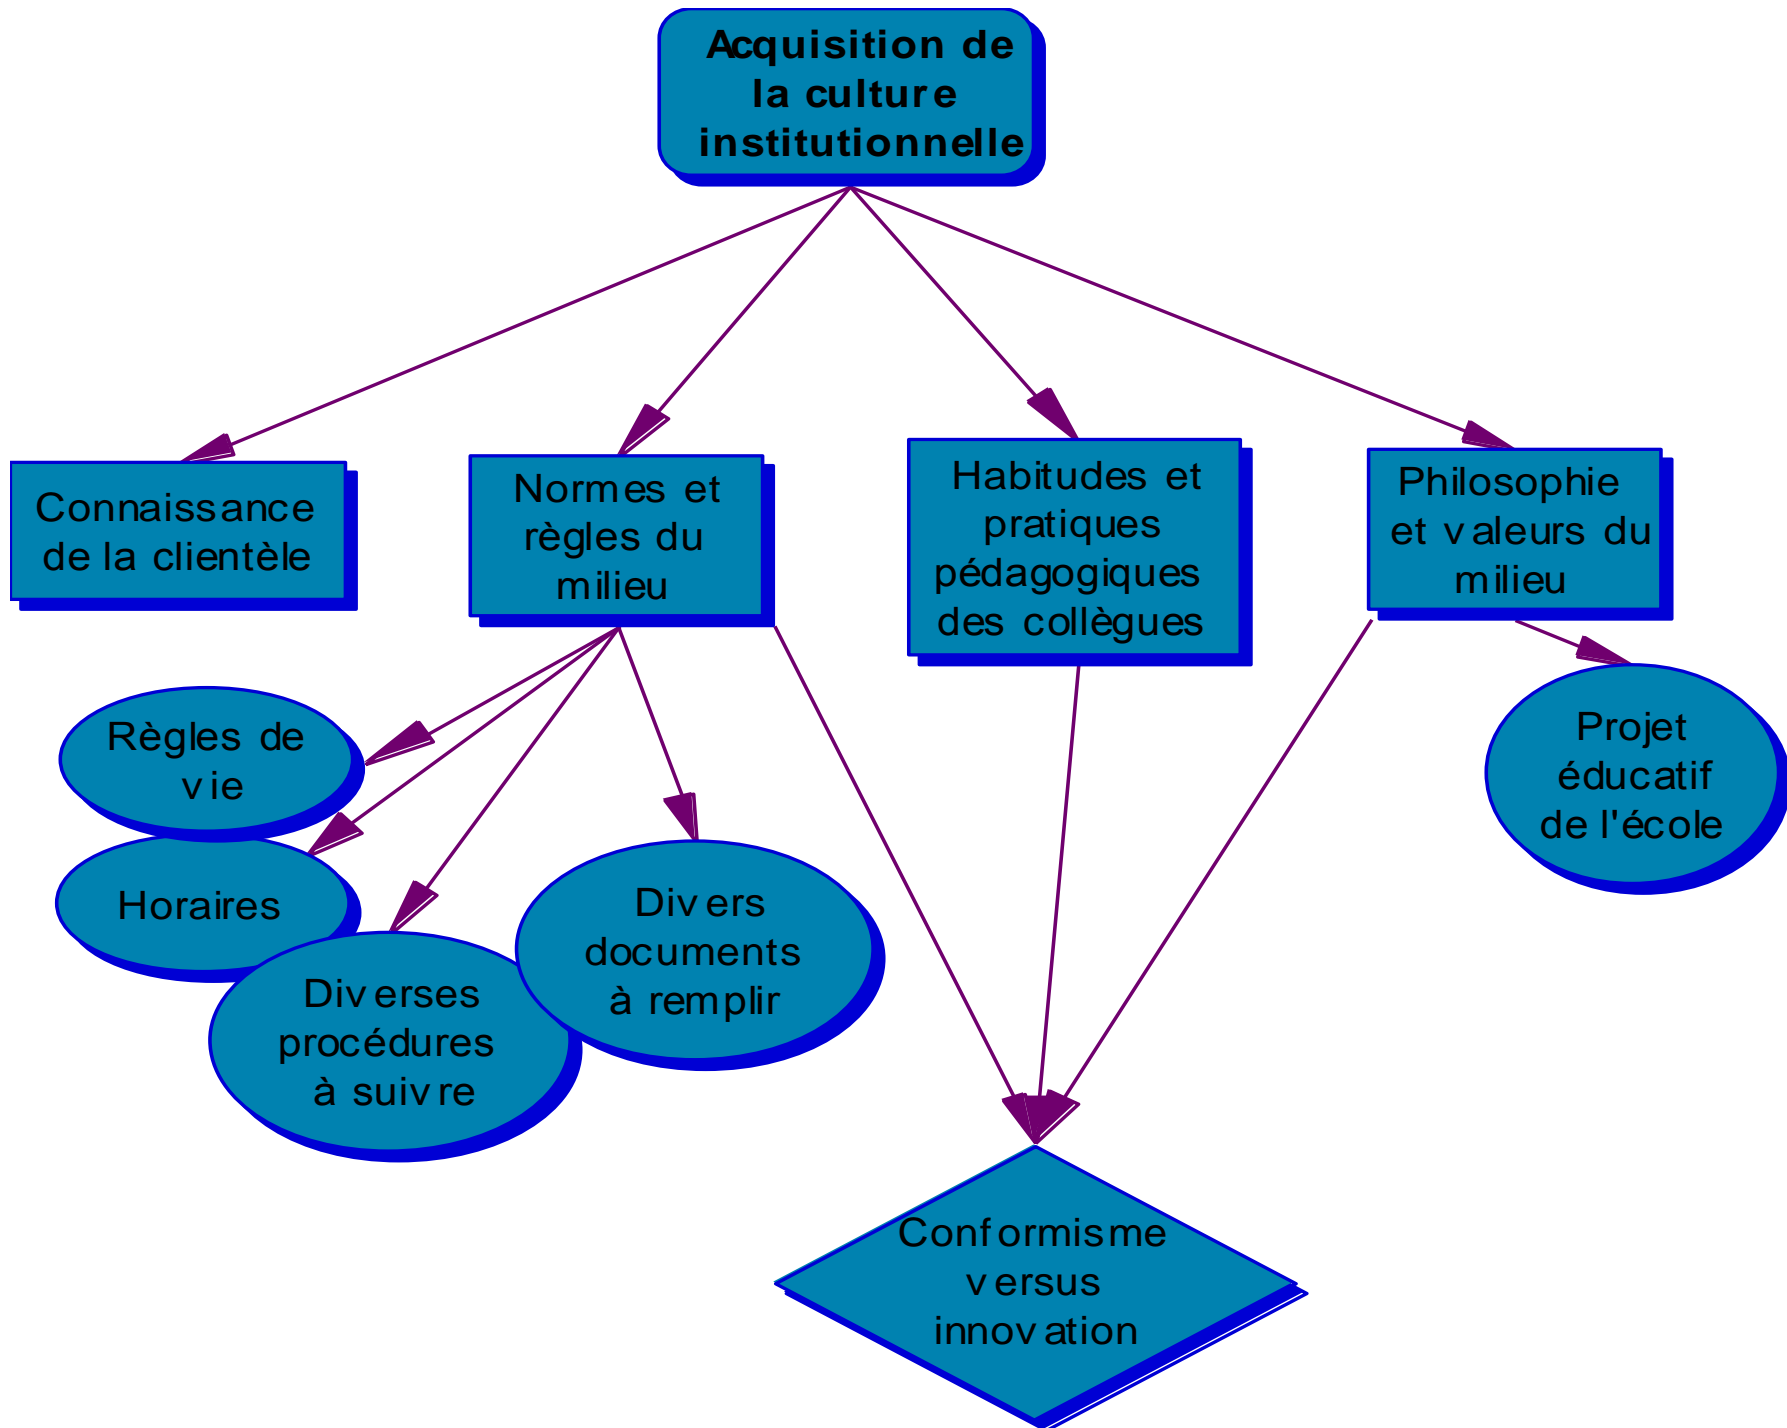 Acquisition de
la culture
institutionnelle
Connaissance
de la clientèle
Normes et
règles du
milieu
Habitudes et
pratiques
pédagogiques
des collègues
Philosophie
et valeurs du
milieu
Règles de
vie
Horaires
Diverses
procédures
à suivre
Divers
documents
à remplir
Projet
éducatif
de l'école
Conformisme
versus
innovation